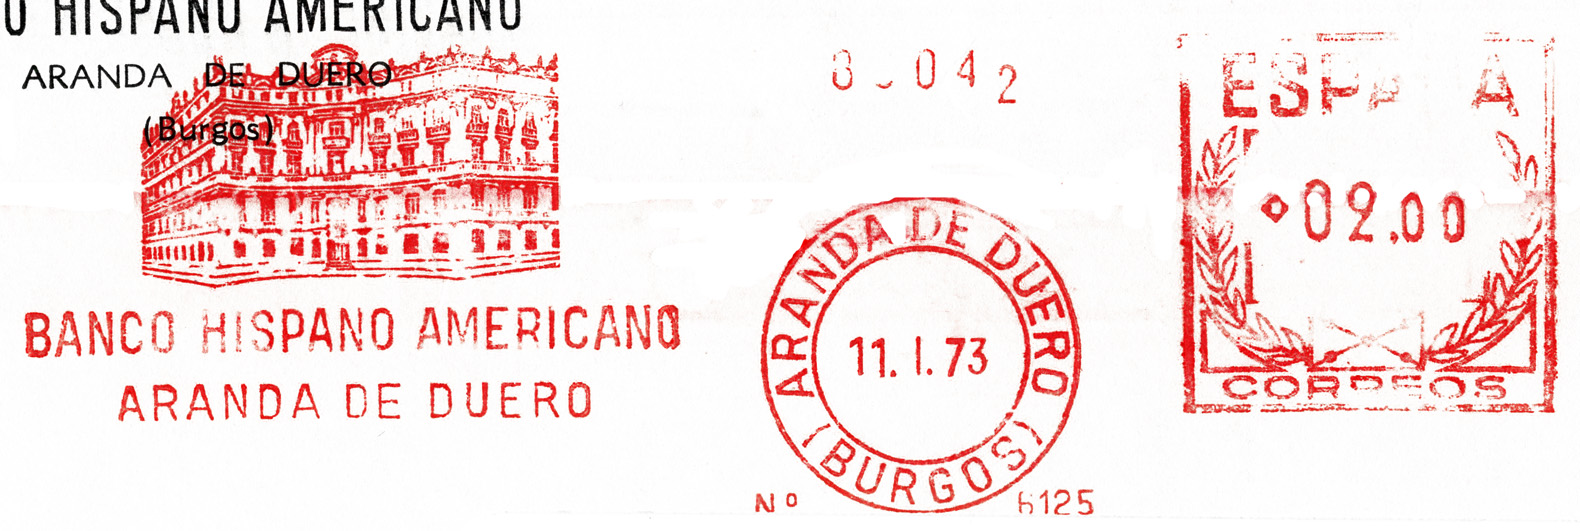 O HISPANO AMERICANO
ARANDA DE DUERO
(Burgos)
BANCO HISPANO AMERICANO
ARANDA DE DUERO
ARANDA DE DUERO
11. I. 73
(BURGOS)
Nº 6125
ESPAÑA
02.00
CORREOS